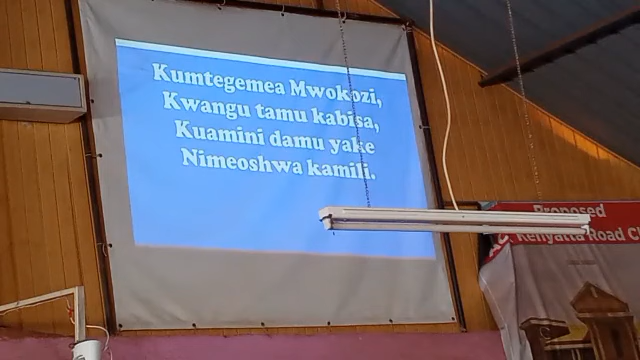 Kumtegemea Mwokozi,
Kwangu tamu kabisa,
Kuamini damu yake
Nimeoshwa kamili.
Proposed
Kenyatta Road